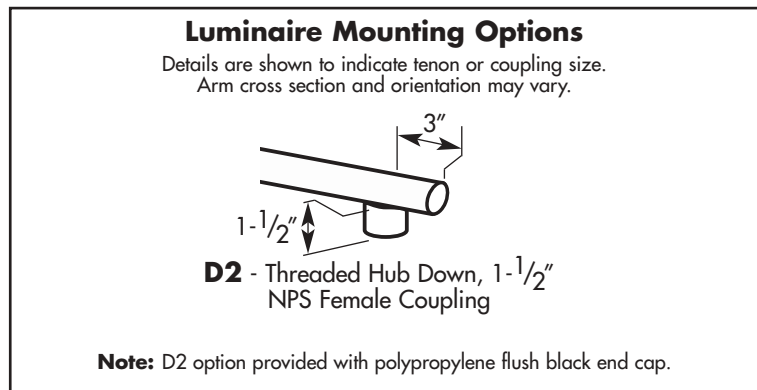 Luminaire Mounting Options
Details are shown to indicate tenon or coupling size.
Arm cross section and orientation may vary.
3"
1-1/2"
D2 - Threaded Hub Down, 1-1/2"
NPS Female Coupling
Note: D2 option provided with polypropylene flush black end cap.